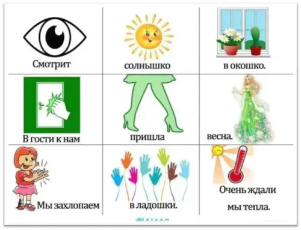 Смотрит
солнышко
в окошко.
В гости к нам
пришла
весна.
Мы захлопаем
в ладошки.
Очень ждали
мы тепла.